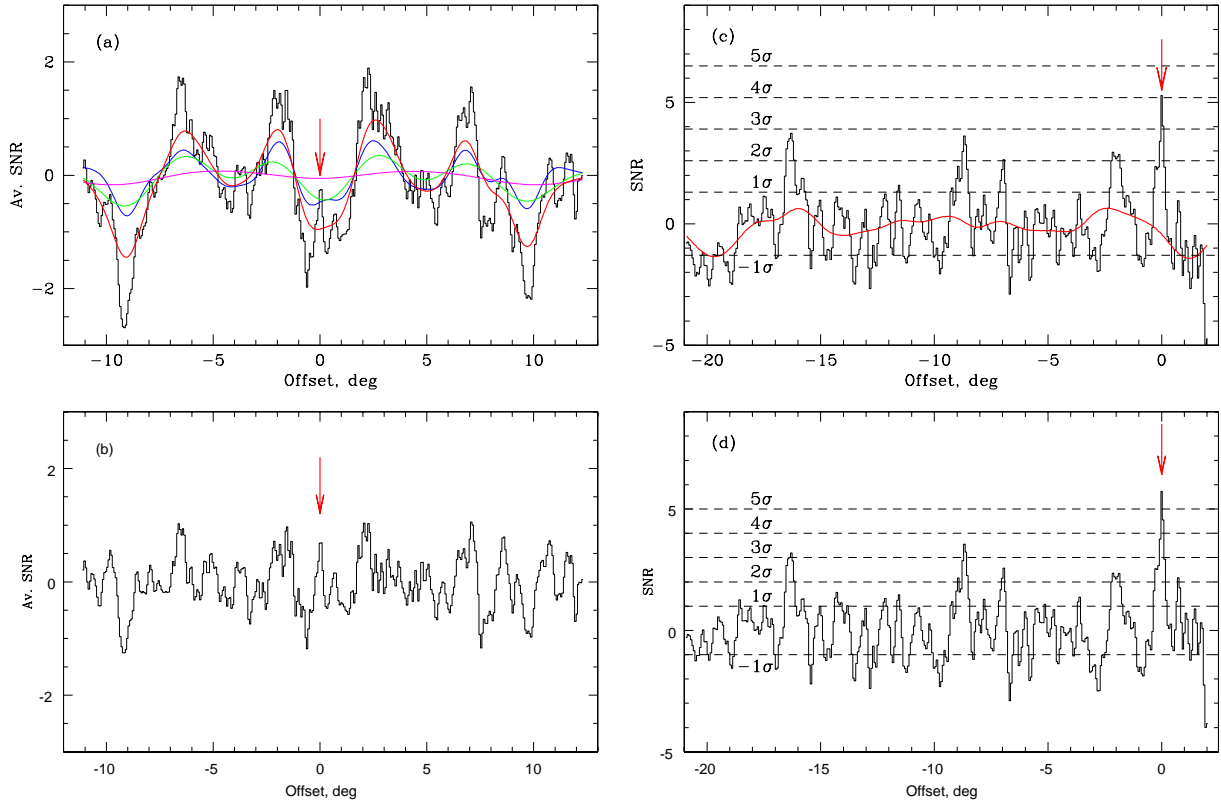 (a)
Av. SNR
2
0
−2
−10
−5
0
5
10
Offset, deg
(c)
SNR
5
0
−5
5σ
4σ
3σ
2σ
1σ
−1σ
−20
−15
−10
−5
0
Offset, deg
(b)
Av. SNR
2
0
-2
-10
-5
0
5
10
Offset, deg
(d)
SNR
5
0
-5
5σ
4σ
3σ
2σ
1σ
−1σ
-20
-15
-10
-5
0
Offset, deg